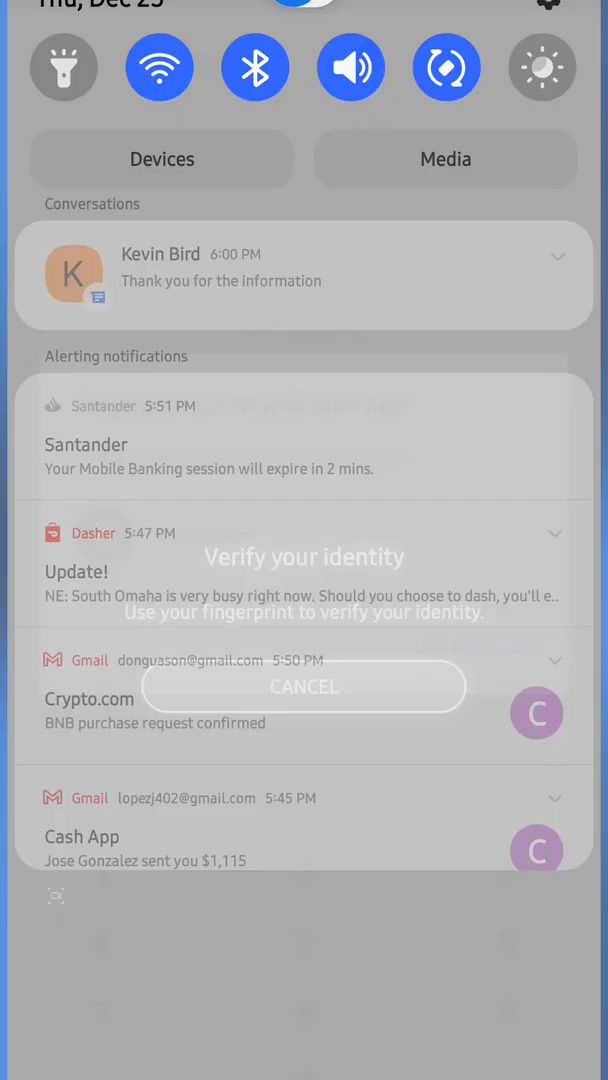 Thu, Dec 25
Devices
Media
Conversations
K
Kevin Bird 6:00 PM
Thank you for the information
Alerting notifications
Santander 5:51 PM
Santander
Your Mobile Banking session will expire in 2 mins.
Dasher 5:47 PM
Verify your identity
Update!
NE: South Omaha is very busy right now. Should you choose to dash, you'll e..
Use your fingerprint to verify your identity.
Gmail donguason@gmail.com 5:50 PM
CANCEL
Crypto.com
BNB purchase request confirmed
C
Gmail lopezj402@gmail.com 5:45 PM
Cash App
Jose Gonzalez sent you $1,115
C